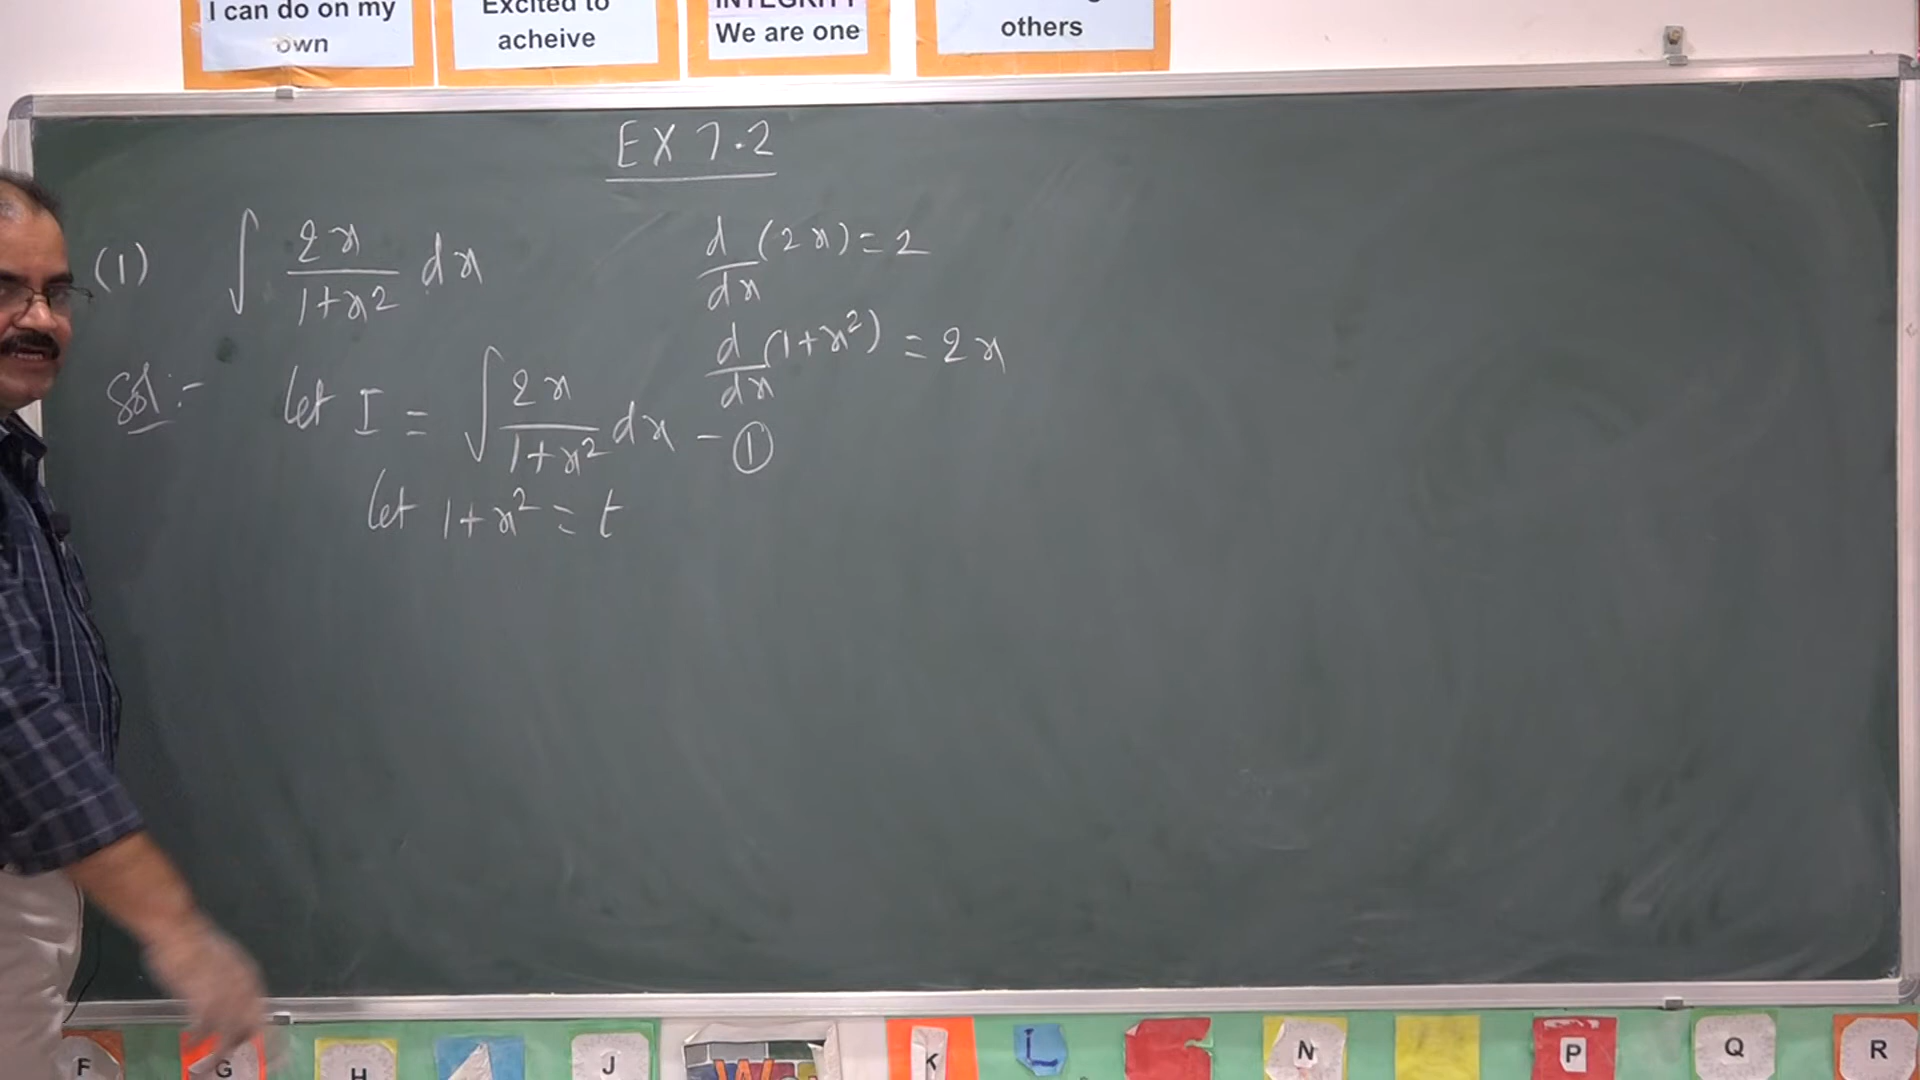 I can do on my
own
Excited to
acheive
INTEGRITY
We are one
others
EX 7.2
(1) ∫ 2x/(1+x²) dx
d/dx (2x) = 2
d/dx (1+x²) = 2x
Sol :- let I = ∫ 2x/(1+x²) dx – ①
let 1+x² = t
F G H J K L N P Q R